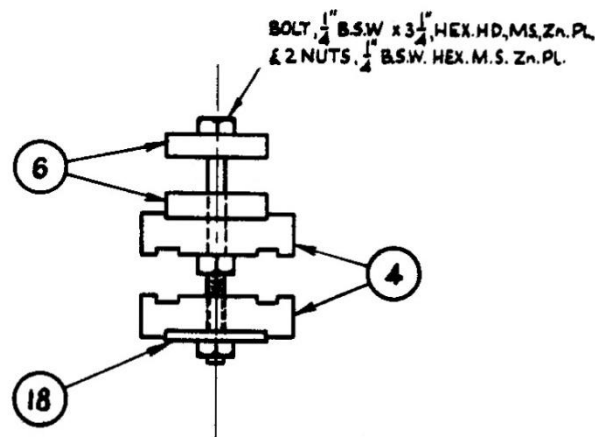 BOLT, 1/4" B.S.W x 3 1/4", HEX.HD, MS, Zn.PL,
& 2 NUTS, 1/4" B.S.W. HEX. M.S. Zn. PL.
6
4
18